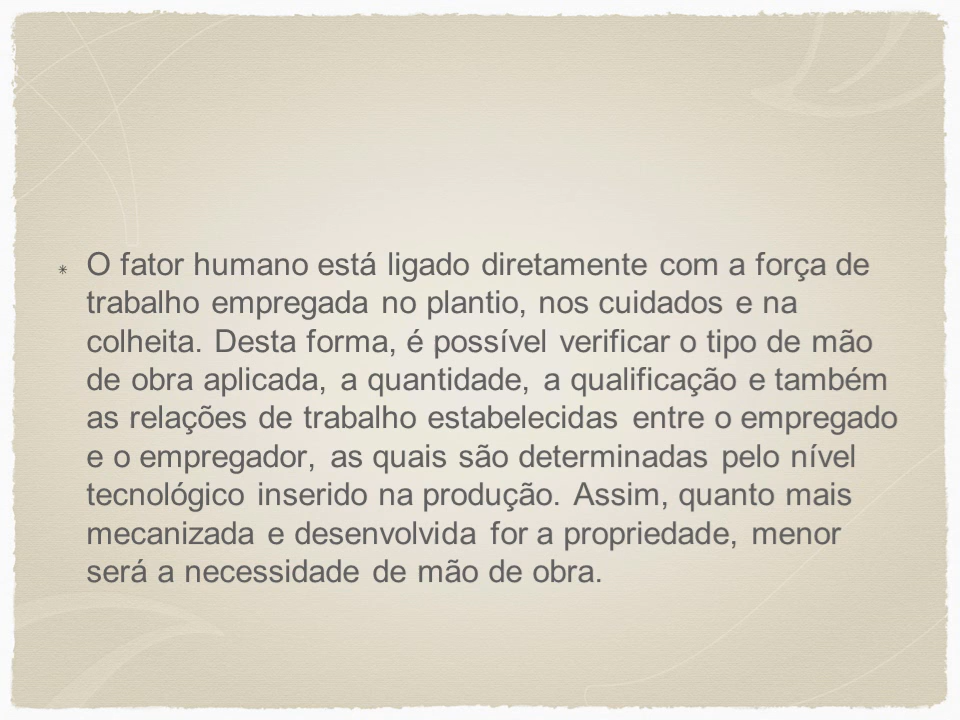 * O fator humano está ligado diretamente com a força de
trabalho empregada no plantio, nos cuidados e na
colheita. Desta forma, é possível verificar o tipo de mão
de obra aplicada, a quantidade, a qualificação e também
as relações de trabalho estabelecidas entre o empregado
e o empregador, as quais são determinadas pelo nível
tecnológico inserido na produção. Assim, quanto mais
mecanizada e desenvolvida for a propriedade, menor
será a necessidade de mão de obra.